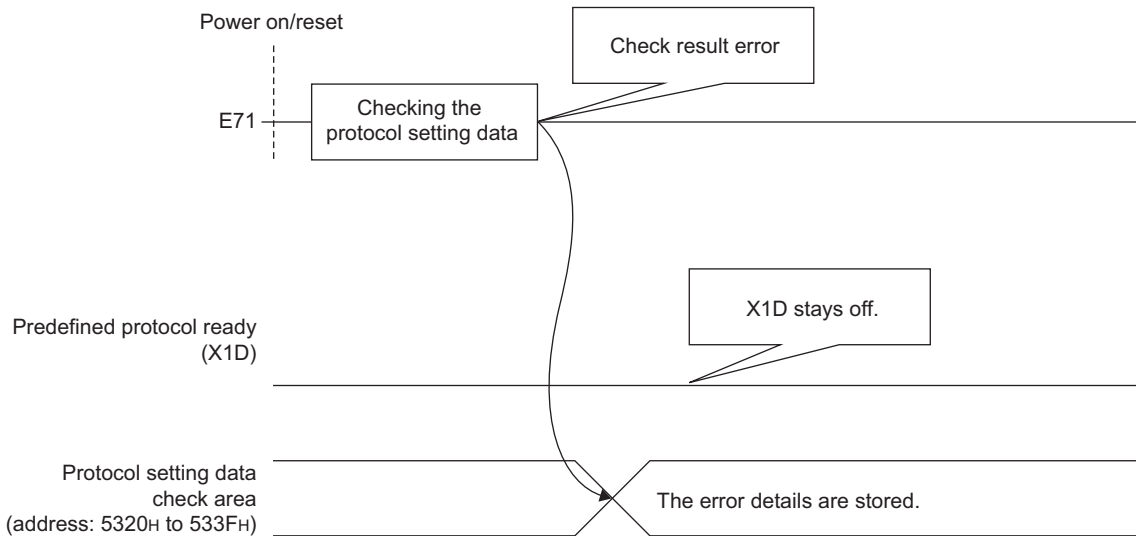 Power on/reset
Check result error
E71
Checking the
protocol setting data
X1D stays off.
Predefined protocol ready
(X1D)
Protocol setting data
check area
(address: 5320H to 533FH)
The error details are stored.